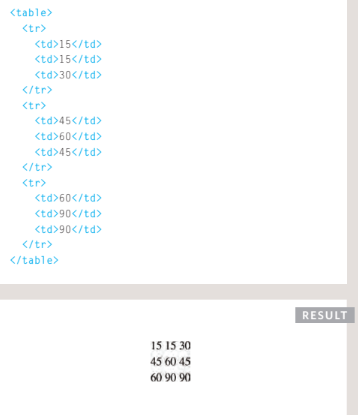 <table>
<tr>
<td>15</td>
<td>15</td>
<td>30</td>
</tr>
<tr>
<td>45</td>
<td>60</td>
<td>45</td>
</tr>
<tr>
<td>60</td>
<td>90</td>
<td>90</td>
</tr>
</table>
RESULT
15 15 30
45 60 45
60 90 90